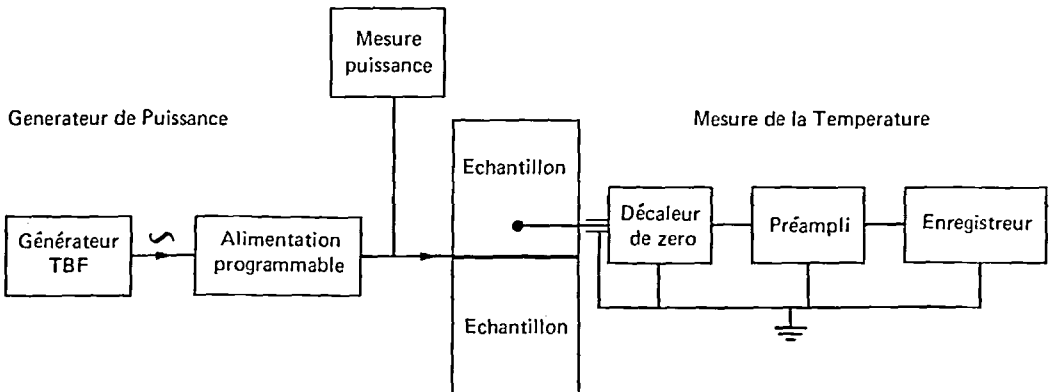 Mesure
puissance
Generateur de Puissance
Mesure de la Temperature
Echantillon
Générateur
TBF
Alimentation
programmable
Décaleur
de zero
Préampli
Enregistreur
Echantillon